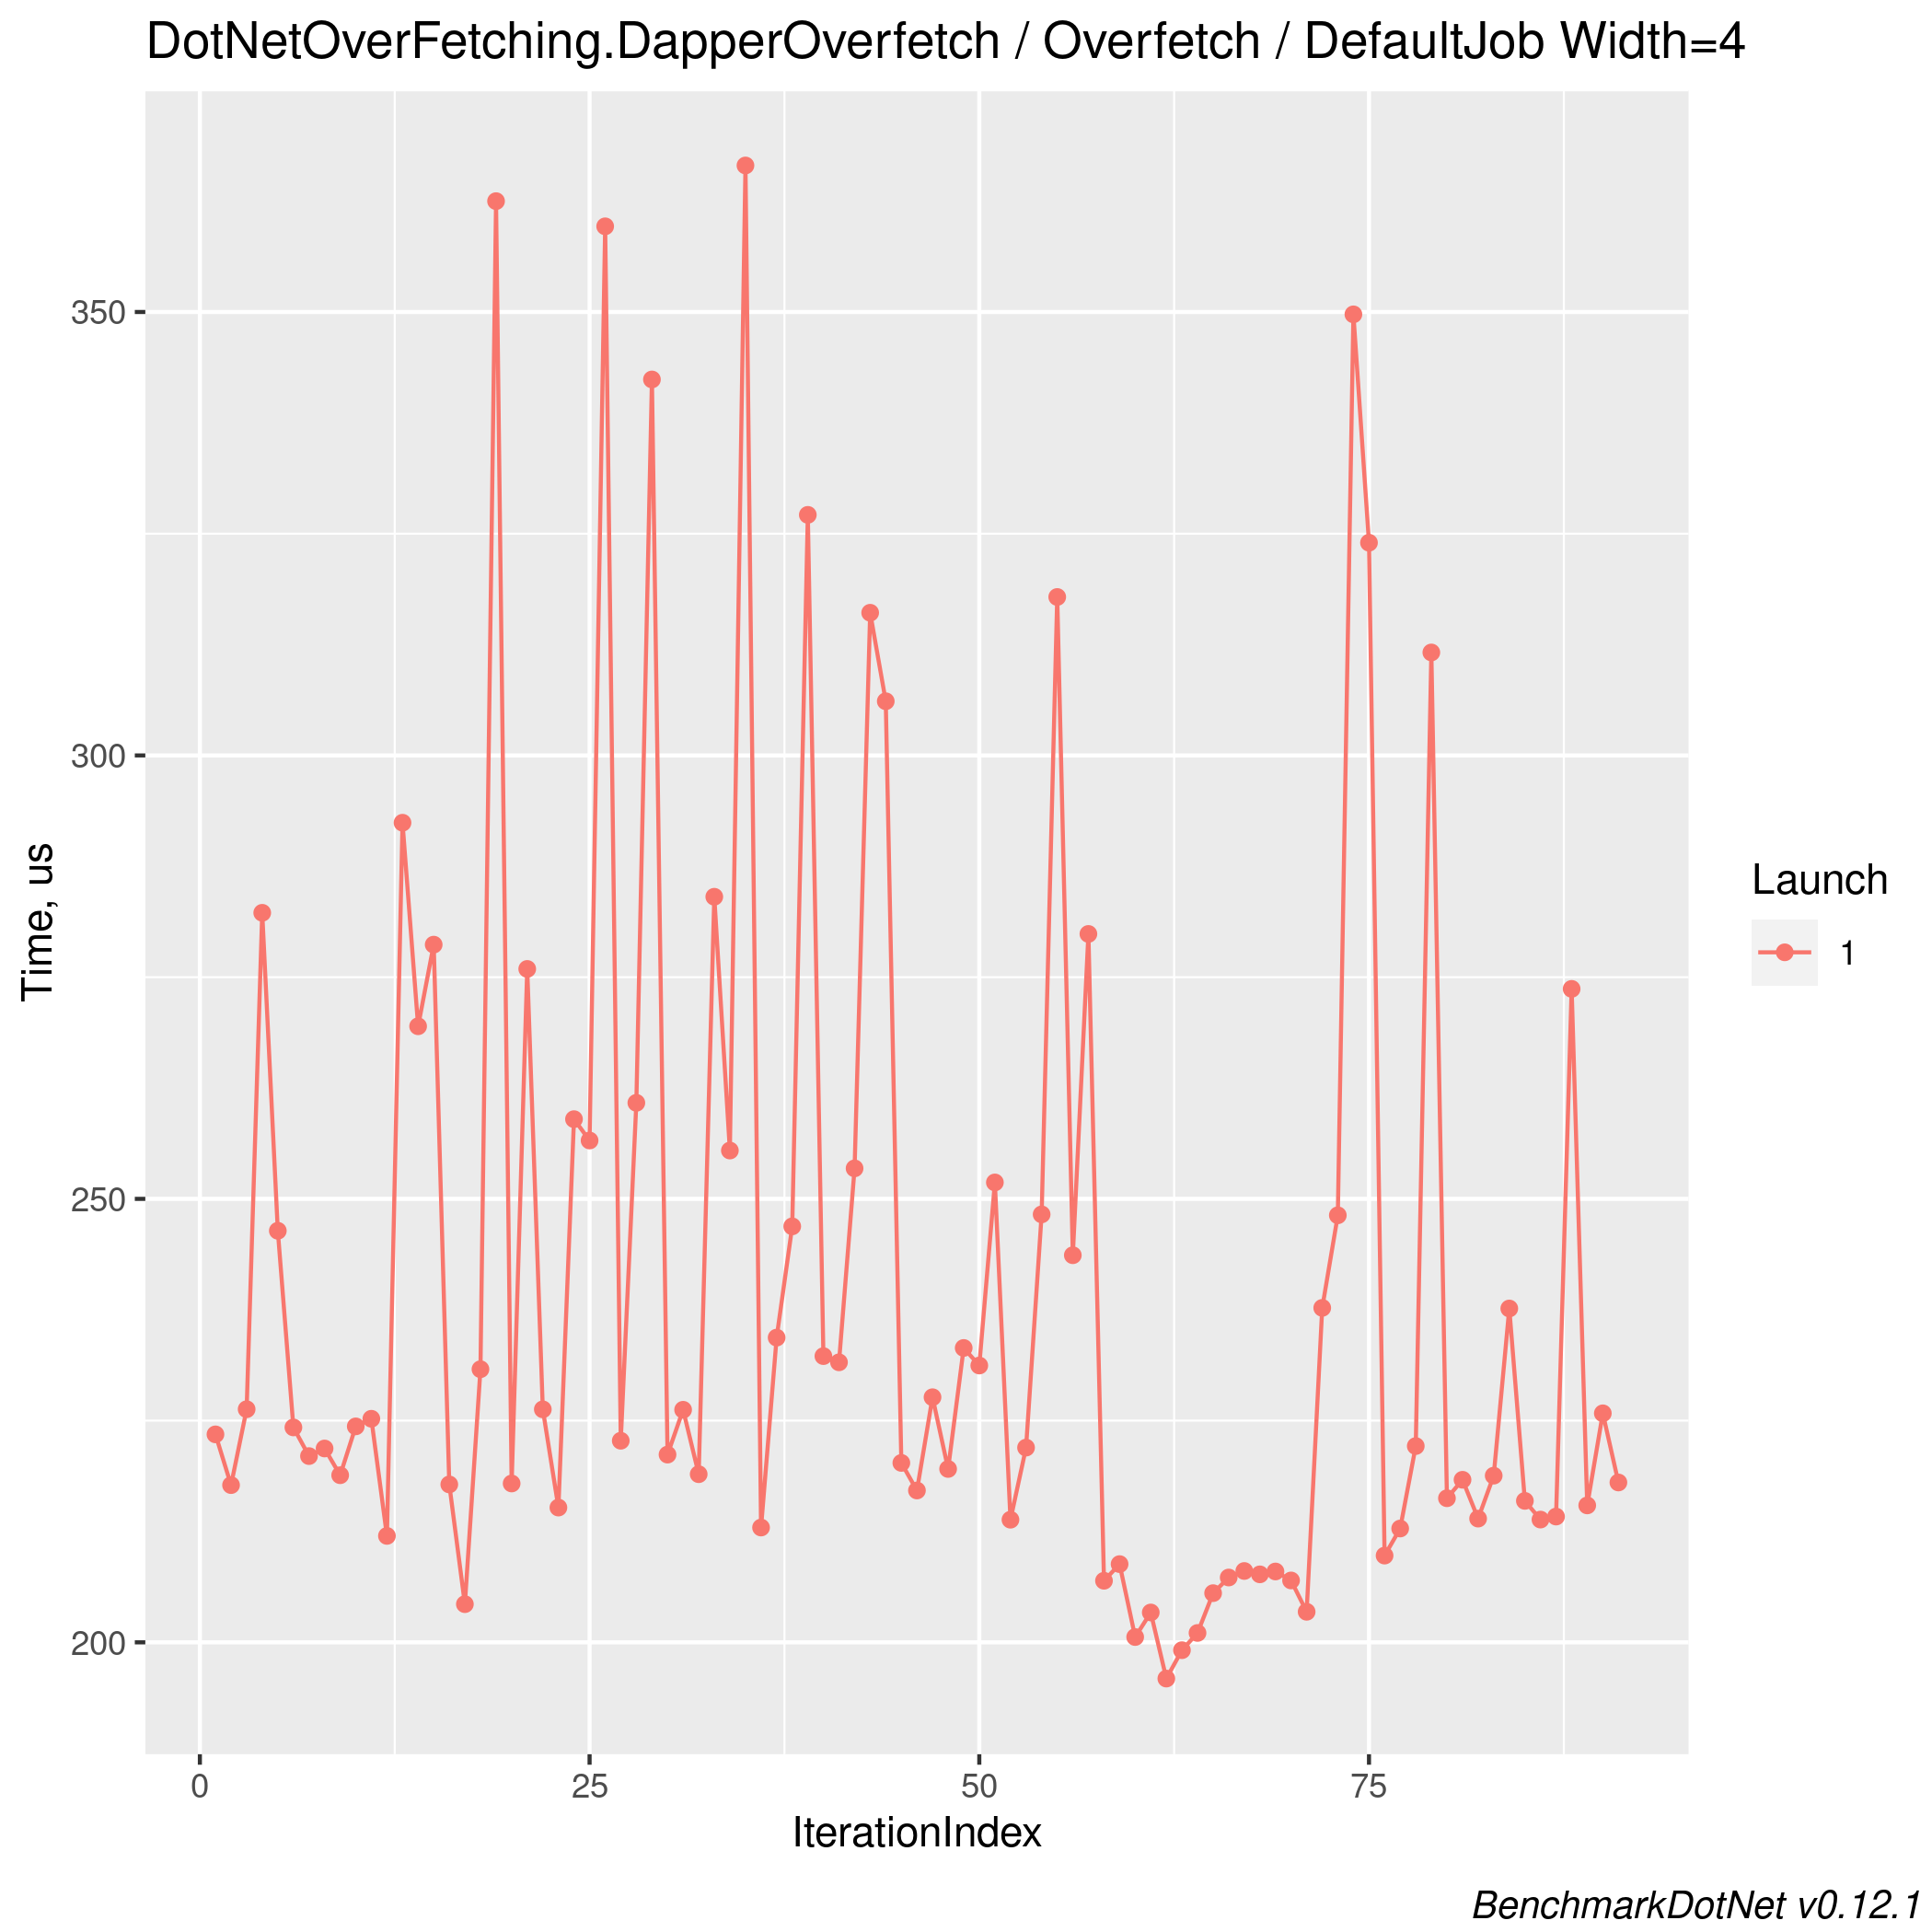 DotNetOverFetching.DapperOverfetch / Overfetch / DefaultJob Width=4
350
300
250
200
Time, us
0 25 50 75
IterationIndex
Launch
1
BenchmarkDotNet v0.12.1